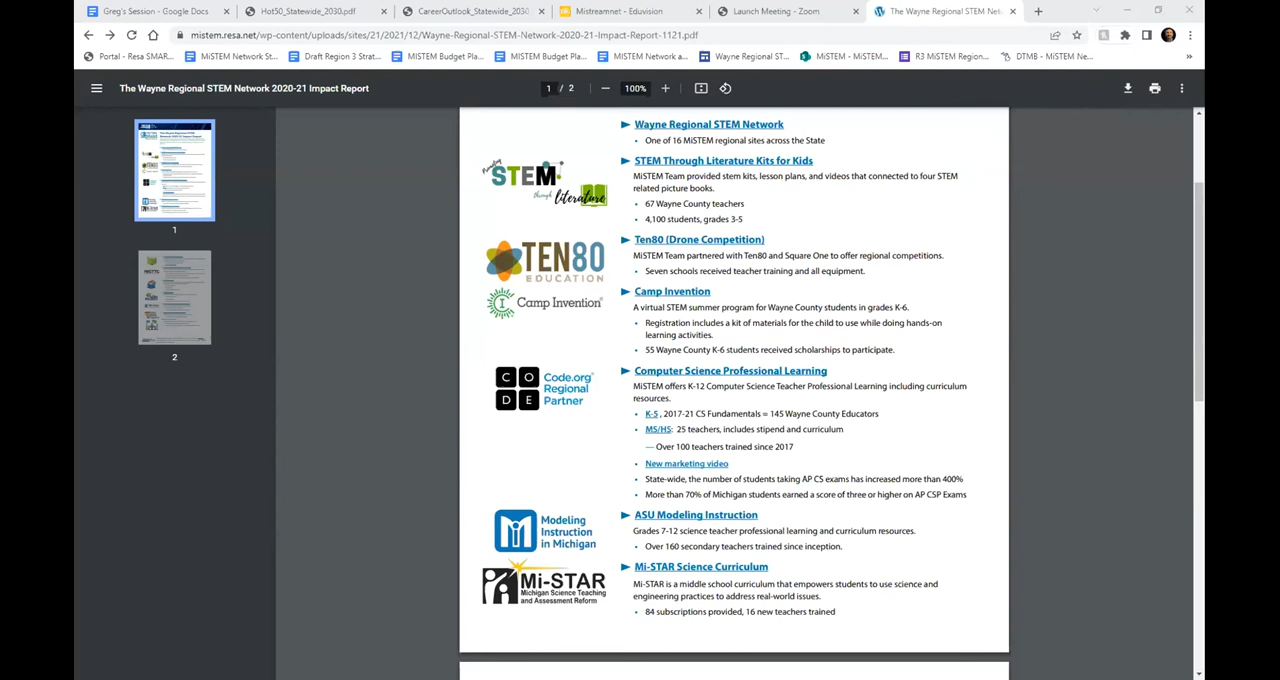 Greg's Session - Google Docs
Hot50_Statewide_2030.pdf
CareerOutlook_Statewide_2030
Mistreamnet - Eduvision
Launch Meeting - Zoom
The Wayne Regional STEM Net
mistem.resa.net/wp-content/uploads/sites/21/2021/12/Wayne-Regional-STEM-Network-2020-21-Impact-Report-1121.pdf
Portal - Resa SMAR...
MiSTEM Network St...
Draft Region 3 Strat...
MISTEM Budget Pla...
MISTEM Budget Pla...
MISTEM Network a...
Wayne Regional ST...
MiSTEM - MiSTEM...
R3 MiSTEM Region...
DTMB - MiSTEM Ne...
The Wayne Regional STEM Network 2020-21 Impact Report
1 / 2
100%
1
2
Wayne Regional STEM Network
• One of 16 MiSTEM regional sites across the State
Promoting
STEM
through literature
STEM Through Literature Kits for Kids
MiSTEM Team provided stem kits, lesson plans, and videos that connected to four STEM
related picture books.
• 67 Wayne County teachers
• 4,100 students, grades 3-5
TEN80
EDUCATION
Ten80 (Drone Competition)
MiSTEM Team partnered with Ten80 and Square One to offer regional competitions.
• Seven schools received teacher training and all equipment.
Camp Invention®
Camp Invention
A virtual STEM summer program for Wayne County students in grades K-6.
• Registration includes a kit of materials for the child to use while doing hands-on
learning activities.
• 55 Wayne County K-6 students received scholarships to participate.
CODE
Code.org®
Regional
Partner
Computer Science Professional Learning
MiSTEM offers K-12 Computer Science Teacher Professional Learning including curriculum
resources.
• K-5 , 2017-21 CS Fundamentals = 145 Wayne County Educators
• MS/HS: 25 teachers, includes stipend and curriculum
— Over 100 teachers trained since 2017
• New marketing video
• State-wide, the number of students taking AP CS exams has increased more than 400%
• More than 70% of Michigan students earned a score of three or higher on AP CSP Exams
Modeling
Instruction
in Michigan
ASU Modeling Instruction
Grades 7-12 science teacher professional learning and curriculum resources.
• Over 160 secondary teachers trained since inception.
Mi-STAR
Michigan Science Teaching
and Assessment Reform
Mi-STAR Science Curriculum
Mi-STAR is a middle school curriculum that empowers students to use science and
engineering practices to address real-world issues.
• 84 subscriptions provided, 16 new teachers trained